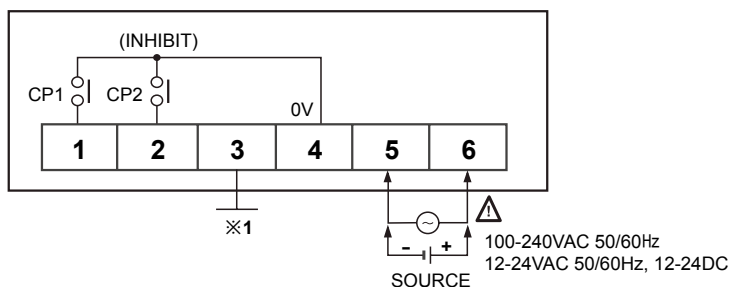 (INHIBIT)
CP1 CP2
0V
1 2 3 4 5 6
※1
- +
100-240VAC 50/60Hz
12-24VAC 50/60Hz, 12-24DC
SOURCE